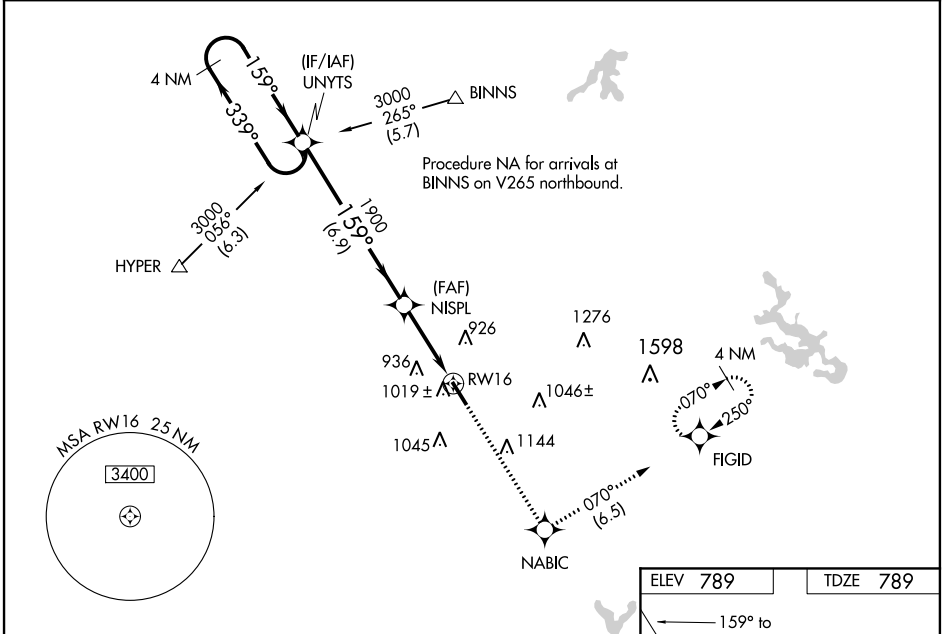 (IF/IAF)
UNYTS
4 NM
159°
339°
3000
265°
(5.7)
BINNS
Procedure NA for arrivals at
BINNS on V265 northbound.
3000
056°
(6.3)
HYPER
1900
159°
(6.9)
(FAF)
NISPL
926
1276
936
1598
4 NM
1019 ±
RW16
1046±
070°
250°
1045
1144
FIGID
MSA RW16 25 NM
3400
070°
(6.5)
NABIC
ELEV 789
TDZE 789
159° to